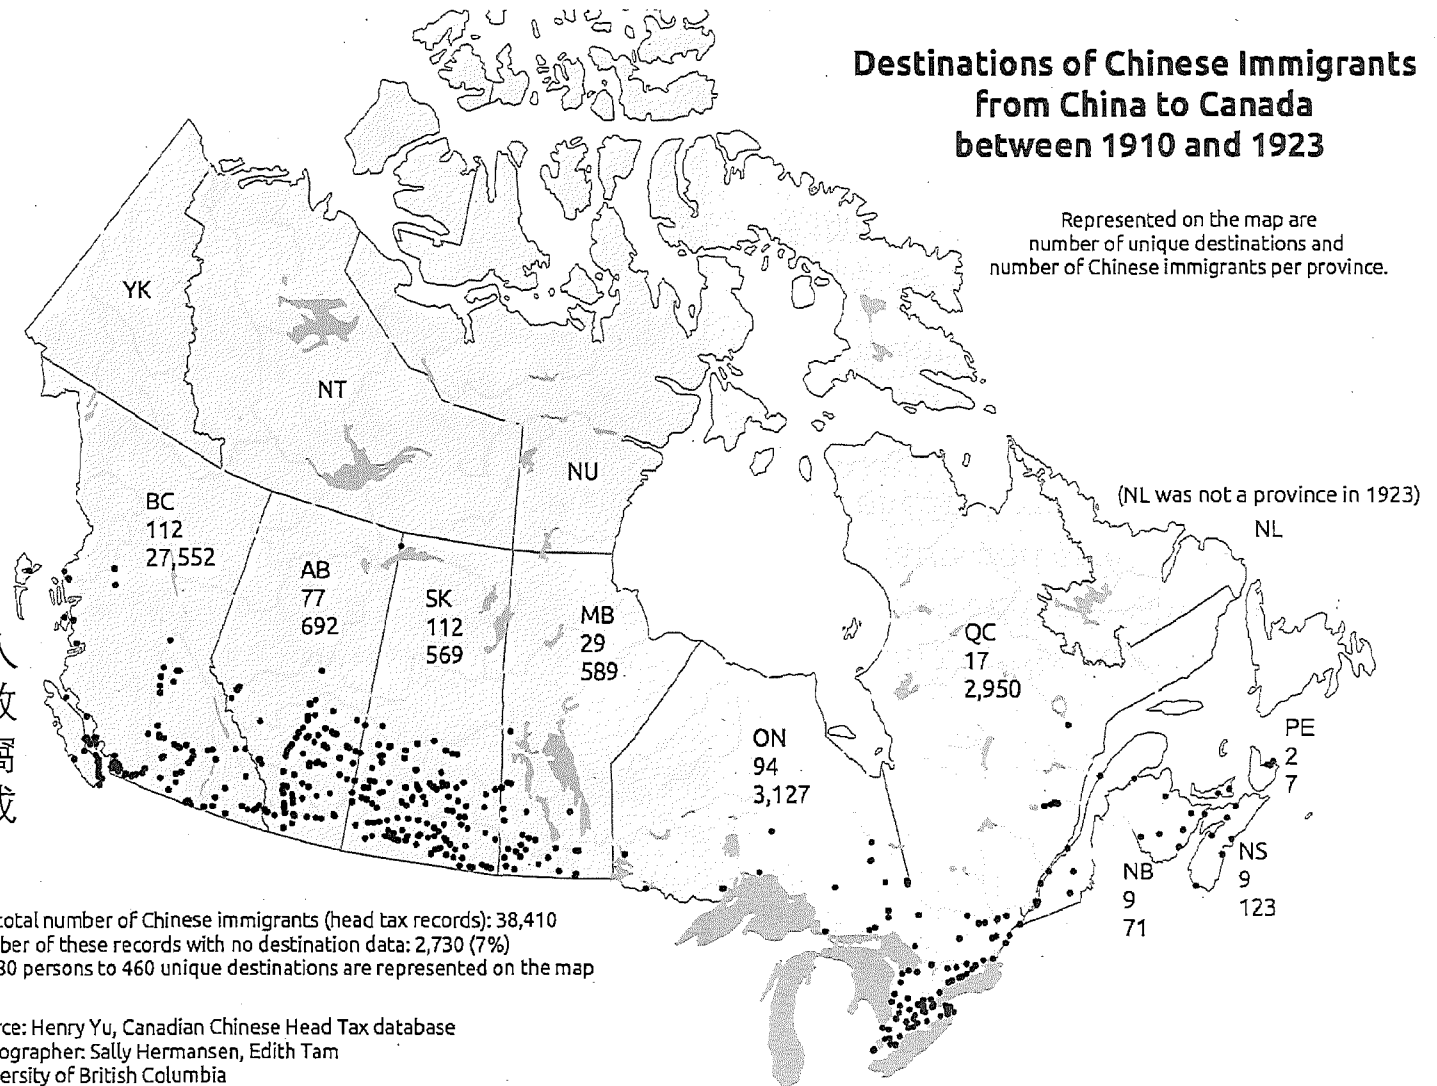 Destinations of Chinese Immigrants
from China to Canada
between 1910 and 1923
Represented on the map are
number of unique destinations and
number of Chinese immigrants per province.
YK
NT
NU
BC
112
27,552
AB
77
692
SK
112
569
MB
29
589
ON
94
3,127
QC
17
2,950
(NL was not a province in 1923)
NL
PE
2
7
NS
9
123
NB
9
71
total number of Chinese immigrants (head tax records): 38,410
ber of these records with no destination data: 2,730 (7%)
80 persons to 460 unique destinations are represented on the map
rce: Henry Yu, Canadian Chinese Head Tax database
ographer: Sally Hermansen, Edith Tam
ersity of British Columbia